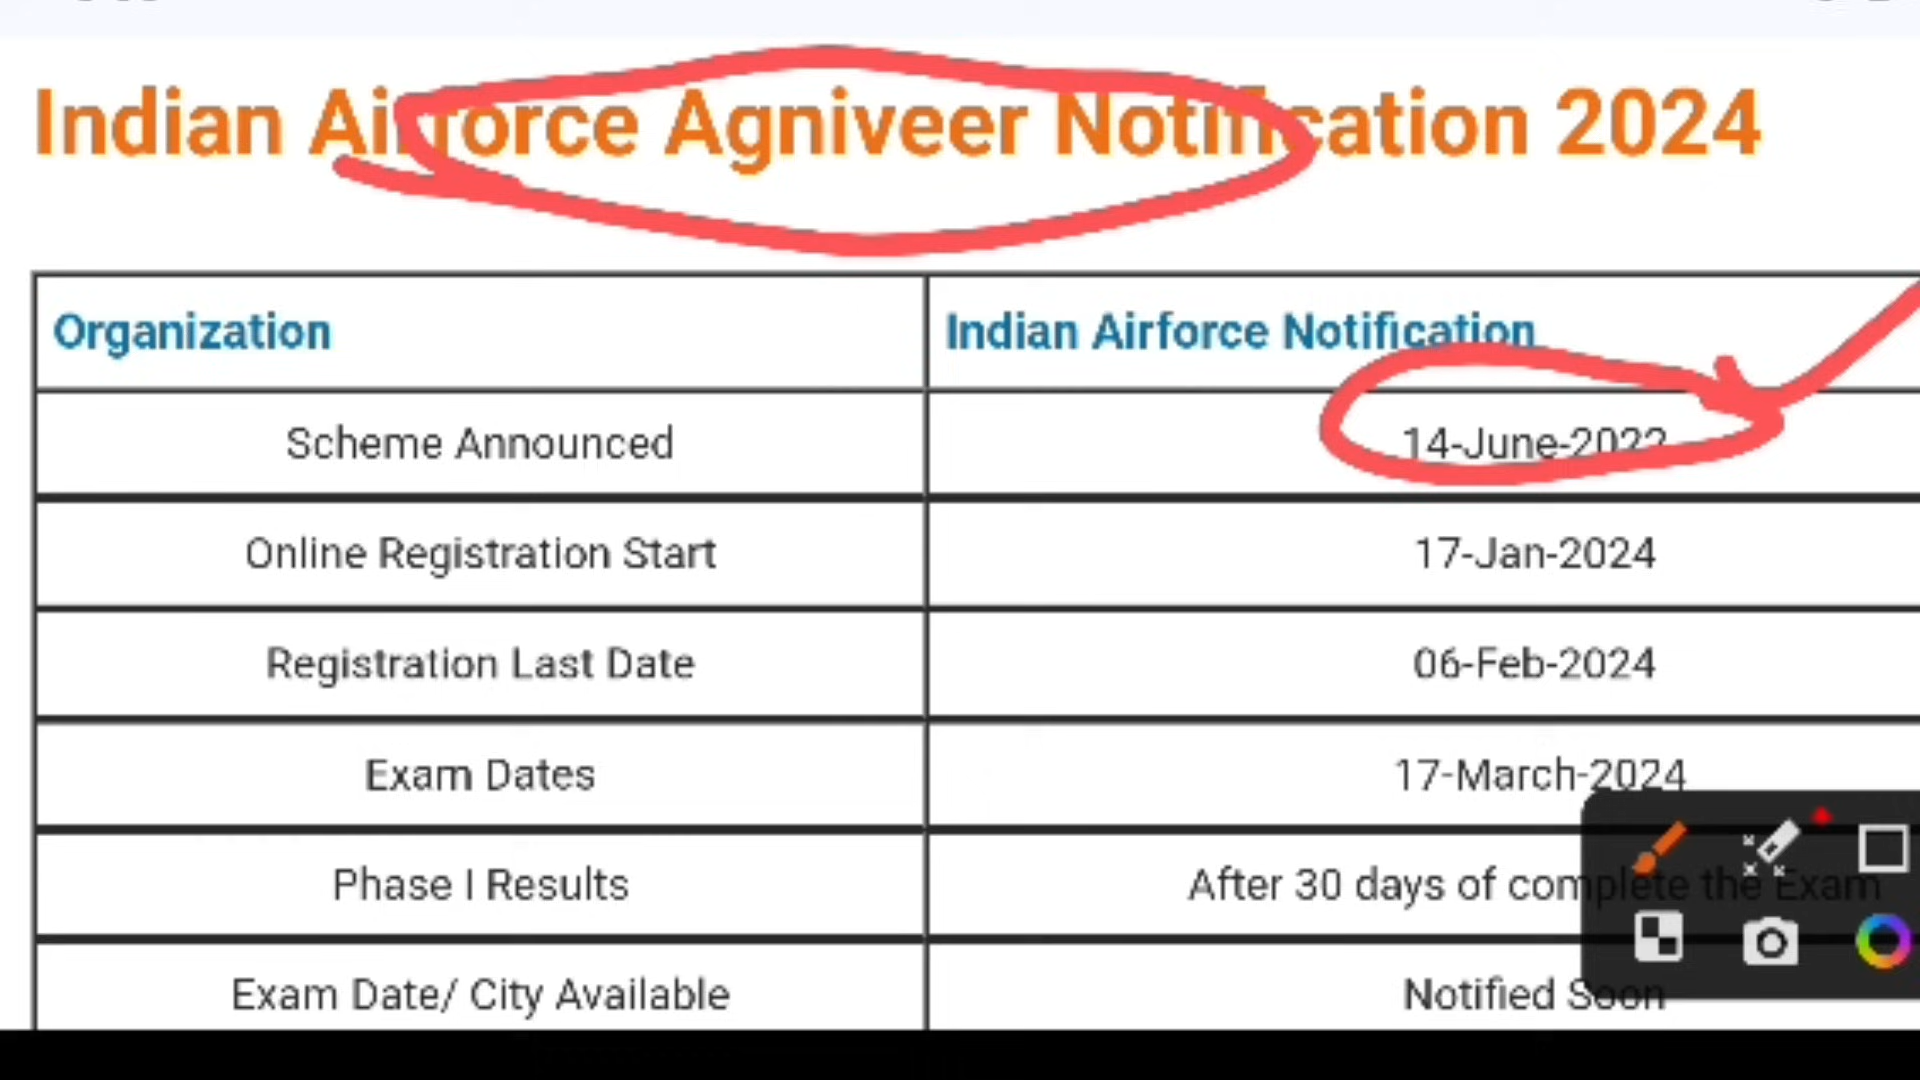 Indian Airforce Agniveer Notification 2024
Organization
Indian Airforce Notification
Scheme Announced
14-June-2022
Online Registration Start
17-Jan-2024
Registration Last Date
06-Feb-2024
Exam Dates
17-March-2024
Phase I Results
After 30 days of complete the Exam
Exam Date/ City Available
Notified Soon